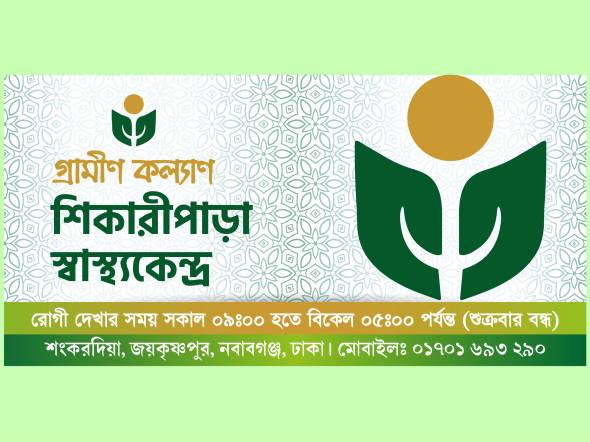 গ্রামীণ কল্যাণ
শিকারীপাড়া
স্বাস্থ্যকেন্দ্র
রোগী দেখার সময় সকাল ০৯ঃ০০ হতে বিকেল ০৫ঃ০০ পর্যন্ত (শুক্রবার বন্ধ)
শংকরদিয়া, জয়কৃষ্ণপুর, নবাবগঞ্জ, ঢাকা। মোবাইলঃ ০১৭০১ ৬৯৩ ২৯০